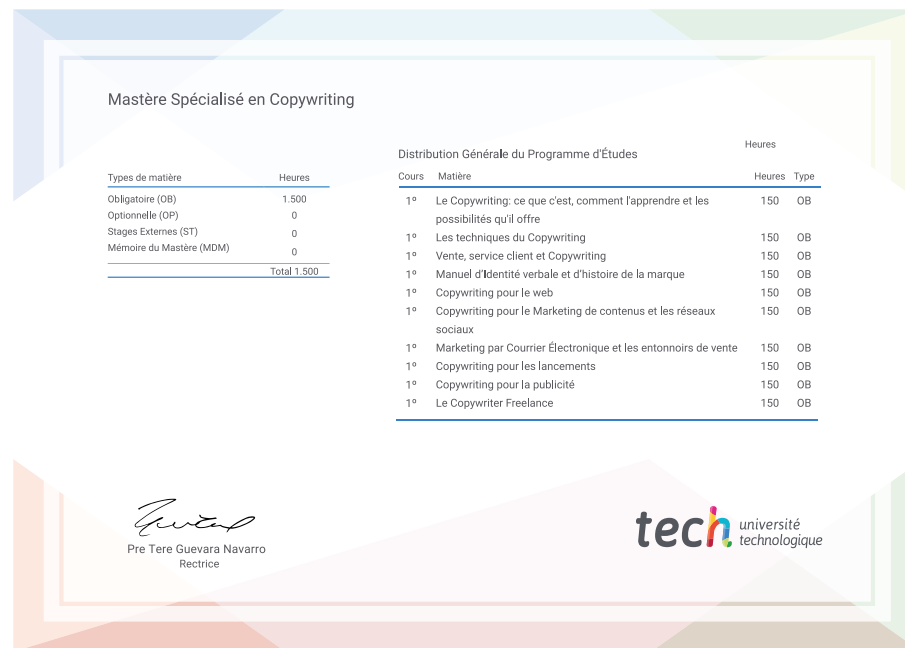 Mastère Spécialisé en Copywriting
Types de matière Heures
Obligatoire (OB) 1.500
Optionnelle (OP) 0
Stages Externes (ST) 0
Mémoire du Mastère (MDM) 0
Total 1.500
Heures
Distribution Générale du Programme d'Études
Cours Matière Heures Type
1º Le Copywriting: ce que c'est, comment l'apprendre et les 150 OB
possibilités qu'il offre
1º Les techniques du Copywriting 150 OB
1º Vente, service client et Copywriting 150 OB
1º Manuel d'Identité verbale et d'histoire de la marque 150 OB
1º Copywriting pour le web 150 OB
1º Copywriting pour le Marketing de contenus et les réseaux 150 OB
sociaux
1º Marketing par Courrier Électronique et les entonnoirs de vente 150 OB
1º Copywriting pour les lancements 150 OB
1º Copywriting pour la publicité 150 OB
1º Le Copywriter Freelance 150 OB
Pre Tere Guevara Navarro
Rectrice
tech université
technologique